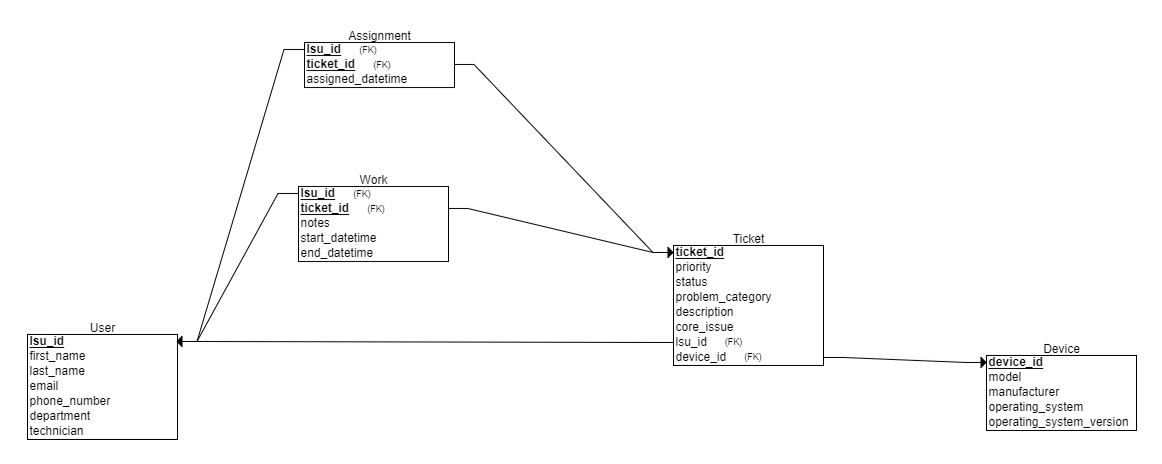 Assignment
lsu_id (FK)
ticket_id (FK)
assigned_datetime
Work
lsu_id (FK)
ticket_id (FK)
notes
start_datetime
end_datetime
Ticket
ticket_id
priority
status
problem_category
description
core_issue
lsu_id (FK)
device_id (FK)
User
lsu_id
first_name
last_name
email
phone_number
department
technician
Device
device_id
model
manufacturer
operating_system
operating_system_version